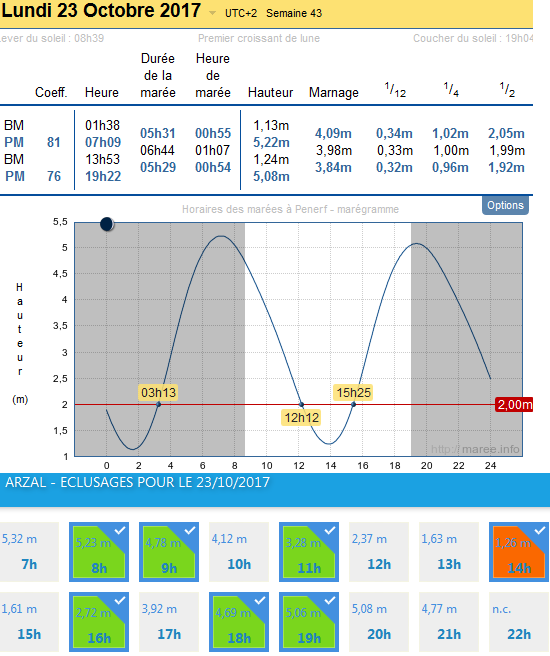 Lundi 23 Octobre 2017 UTC+2 Semaine 43
ever du soleil : 08h39 Premier croissant de lune Coucher du soleil : 19h04
Coeff. Heure Durée de la marée Heure de marée Hauteur Marnage 1/12 1/4 1/2
BM 01h38 1,13m
05h31 00h55 4,09m 0,34m 1,02m 2,05m
PM 81 07h09 5,22m
06h44 01h07 3,98m 0,33m 1,00m 1,99m
BM 13h53 1,24m
05h29 00h54 3,84m 0,32m 0,96m 1,92m
PM 76 19h22 5,08m
Options
Horaires des marées à Penerf - marégramme
Hauteur (m)
5,5
5
4,5
4
3,5
3
2,5
2
1,5
1
03h13
12h12
15h25
2,00m
http://maree.info
0 2 4 6 8 10 12 14 16 18 20 22 24
ARZAL - ECLUSAGES POUR LE 23/10/2017
5,32 m 5,23 m 4,78 m 4,12 m 3,28 m 2,37 m 1,63 m 1,26 m
7h 8h 9h 10h 11h 12h 13h 14h
1,61 m 2,72 m 3,92 m 4,69 m 5,06 m 5,08 m 4,77 m n.c.
15h 16h 17h 18h 19h 20h 21h 22h